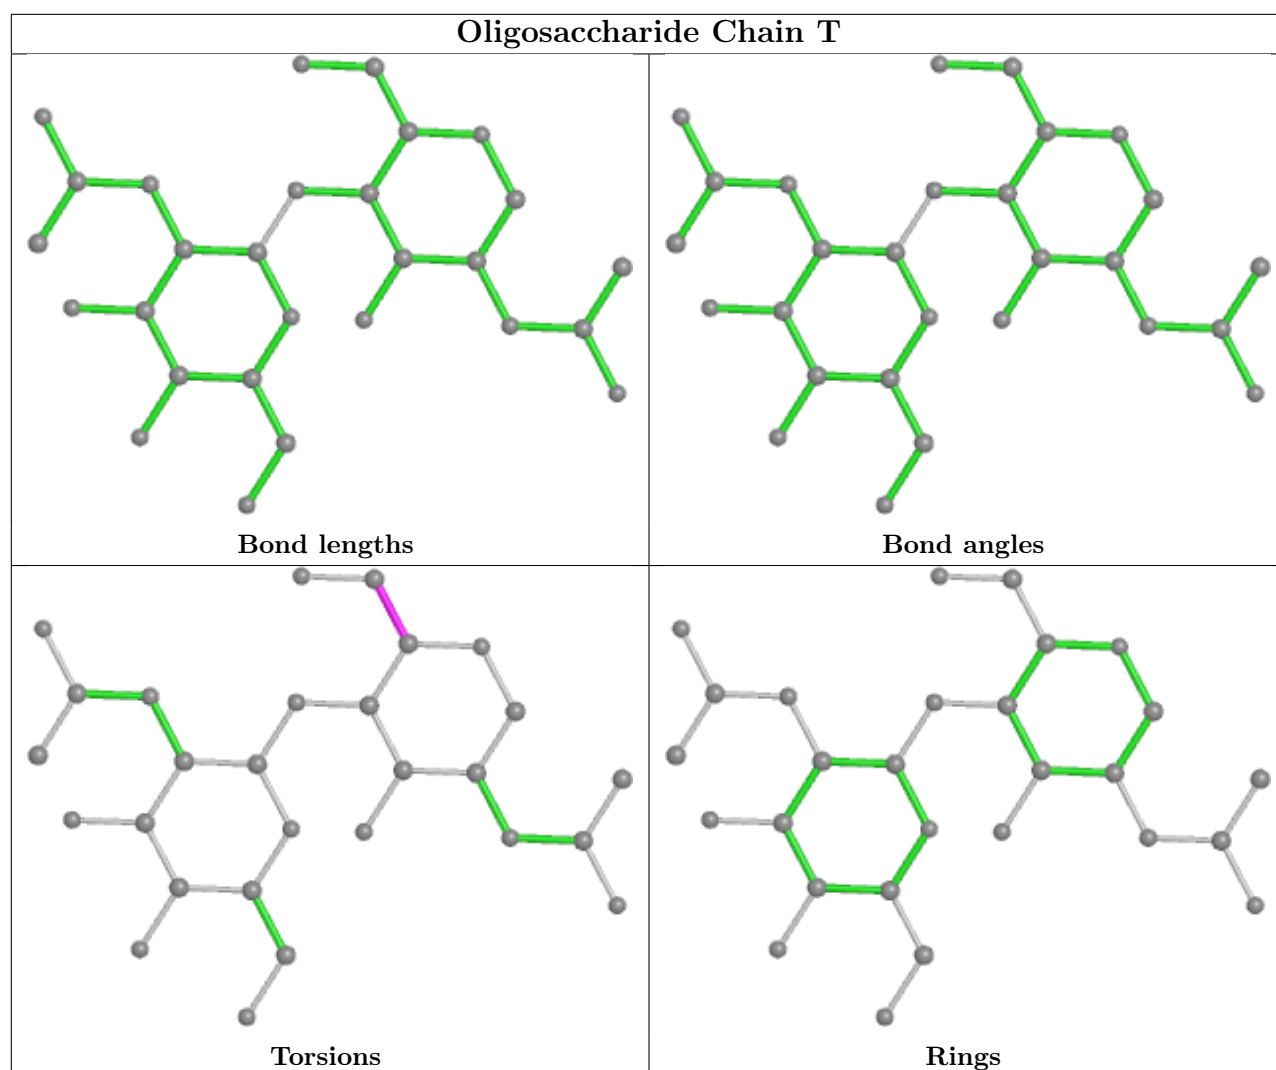 Oligosaccharide Chain T
Bond lengths
Bond angles
Torsions
Rings